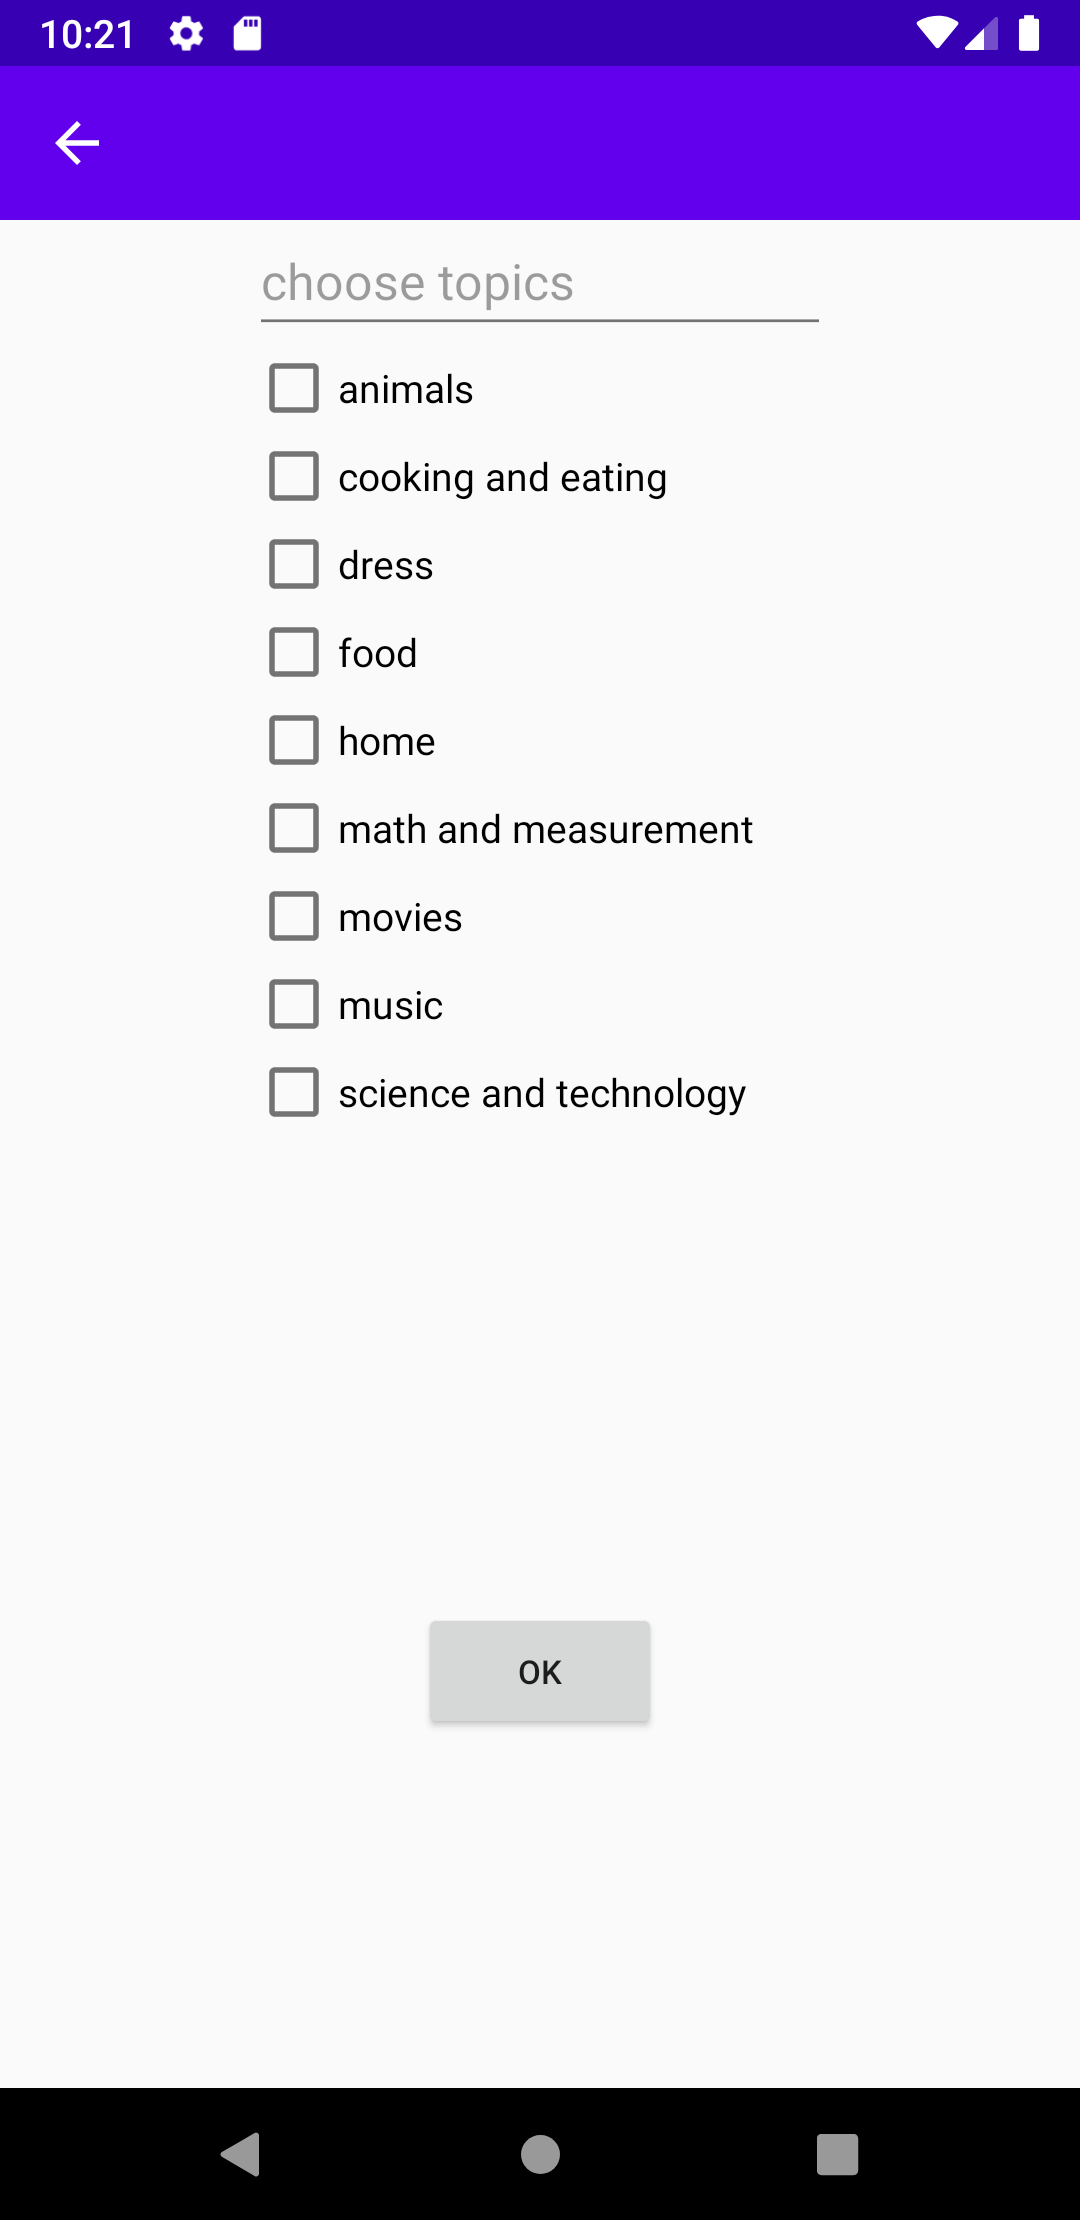 10:21
choose topics
animals
cooking and eating
dress
food
home
math and measurement
movies
music
science and technology
OK